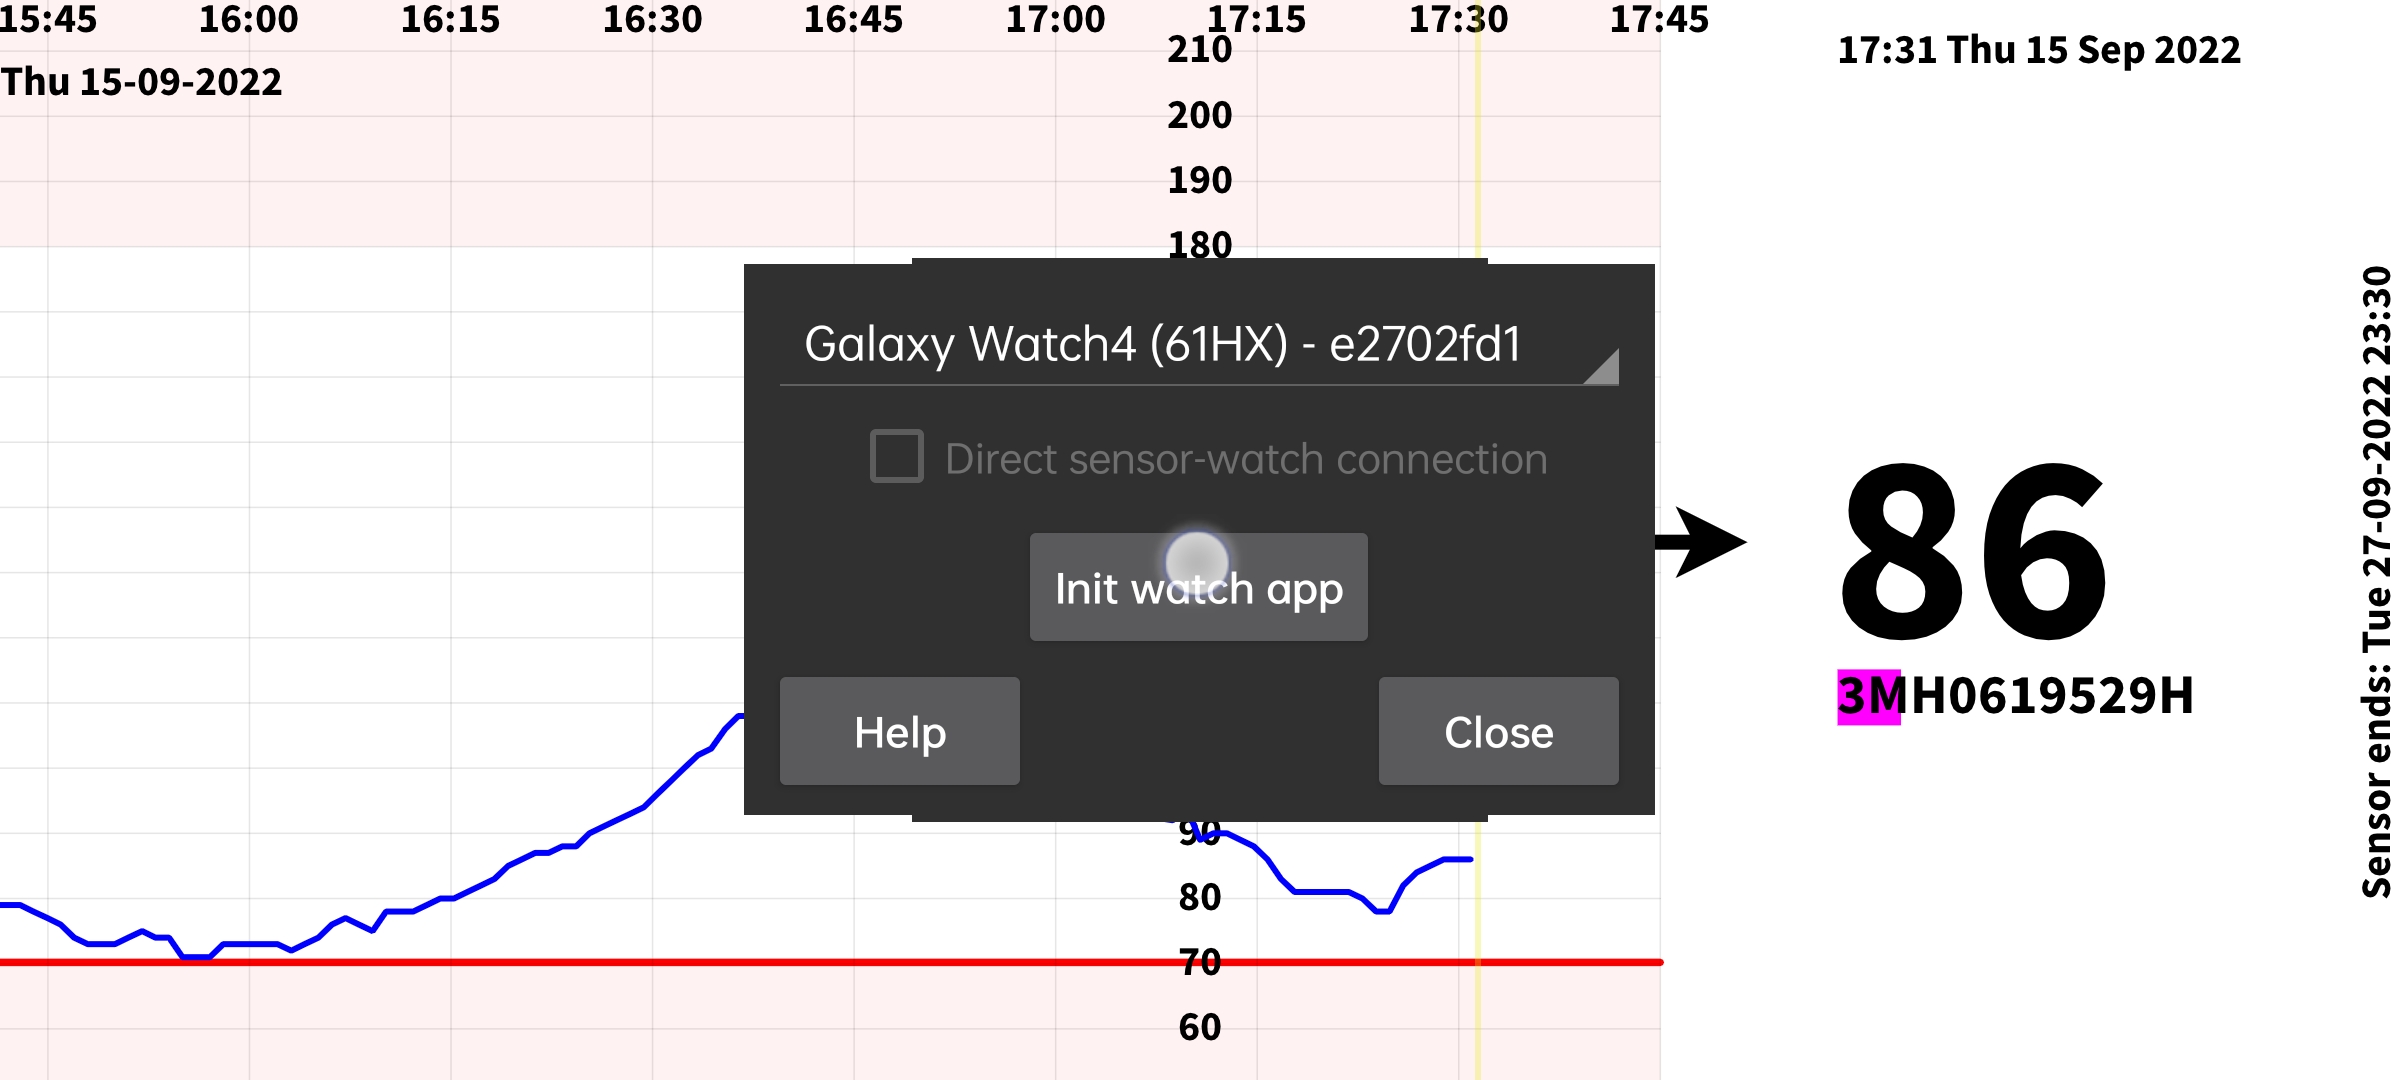 15:45 16:00 16:15 16:30 16:45 17:00 17:15 17:30 17:45
210
17:31 Thu 15 Sep 2022
Thu 15-09-2022
200
190
180
Galaxy Watch4 (61HX) - e2702fd1
Direct sensor-watch connection
Init watch app
Help
Close
86
3MH0619529H
Sensor ends: Tue 27-09-2022 23:30
90
80
70
60